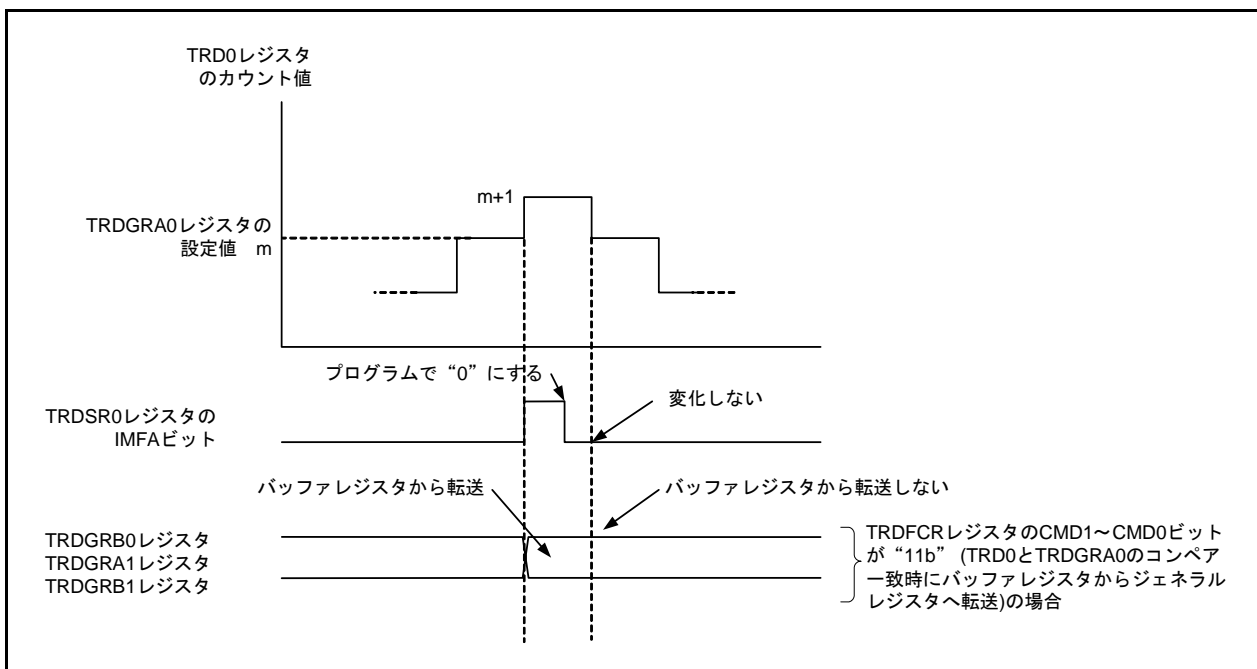 TRD0レジスタ
のカウント値
m+1
TRDGRA0レジスタの
設定値 m
プログラムで“0”にする
変化しない
TRDSR0レジスタの
IMFAビット
バッファレジスタから転送
バッファレジスタから転送しない
TRDGRB0レジスタ
TRDGRA1レジスタ
TRDGRB1レジスタ
TRDFCRレジスタのCMD1～CMD0ビット
が“11b” (TRD0とTRDGRA0のコンペア
一致時にバッファレジスタからジェネラル
レジスタへ転送)の場合